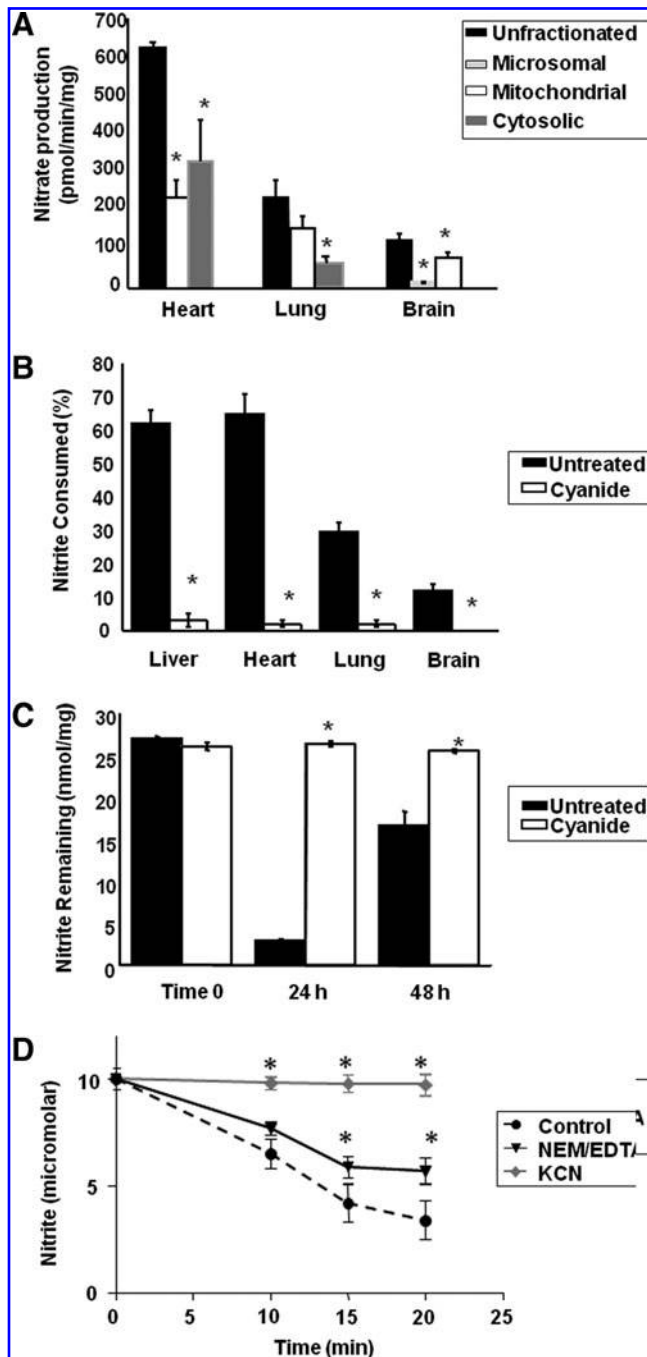 A
700
600
500
400
300
200
100
0
Nitrate production
(pmol/min/mg)
Unfractionated
Microsomal
Mitochondrial
Cytosolic
* *
*
* *
Heart Lung Brain
B
80
70
60
50
40
30
20
10
0
Nitrite Consumed (%)
Untreated
Cyanide
* * * *
Liver Heart Lung Brain
C
30
25
20
15
10
5
0
Nitrite Remaining (nmol/mg)
Untreated
Cyanide
* *
Time 0 24 h 48 h
D
10
5
0
Nitrite (micromolar)
* * *
* *
Control
NEM/EDTA
KCN
0 5 10 15 20 25
Time (min)